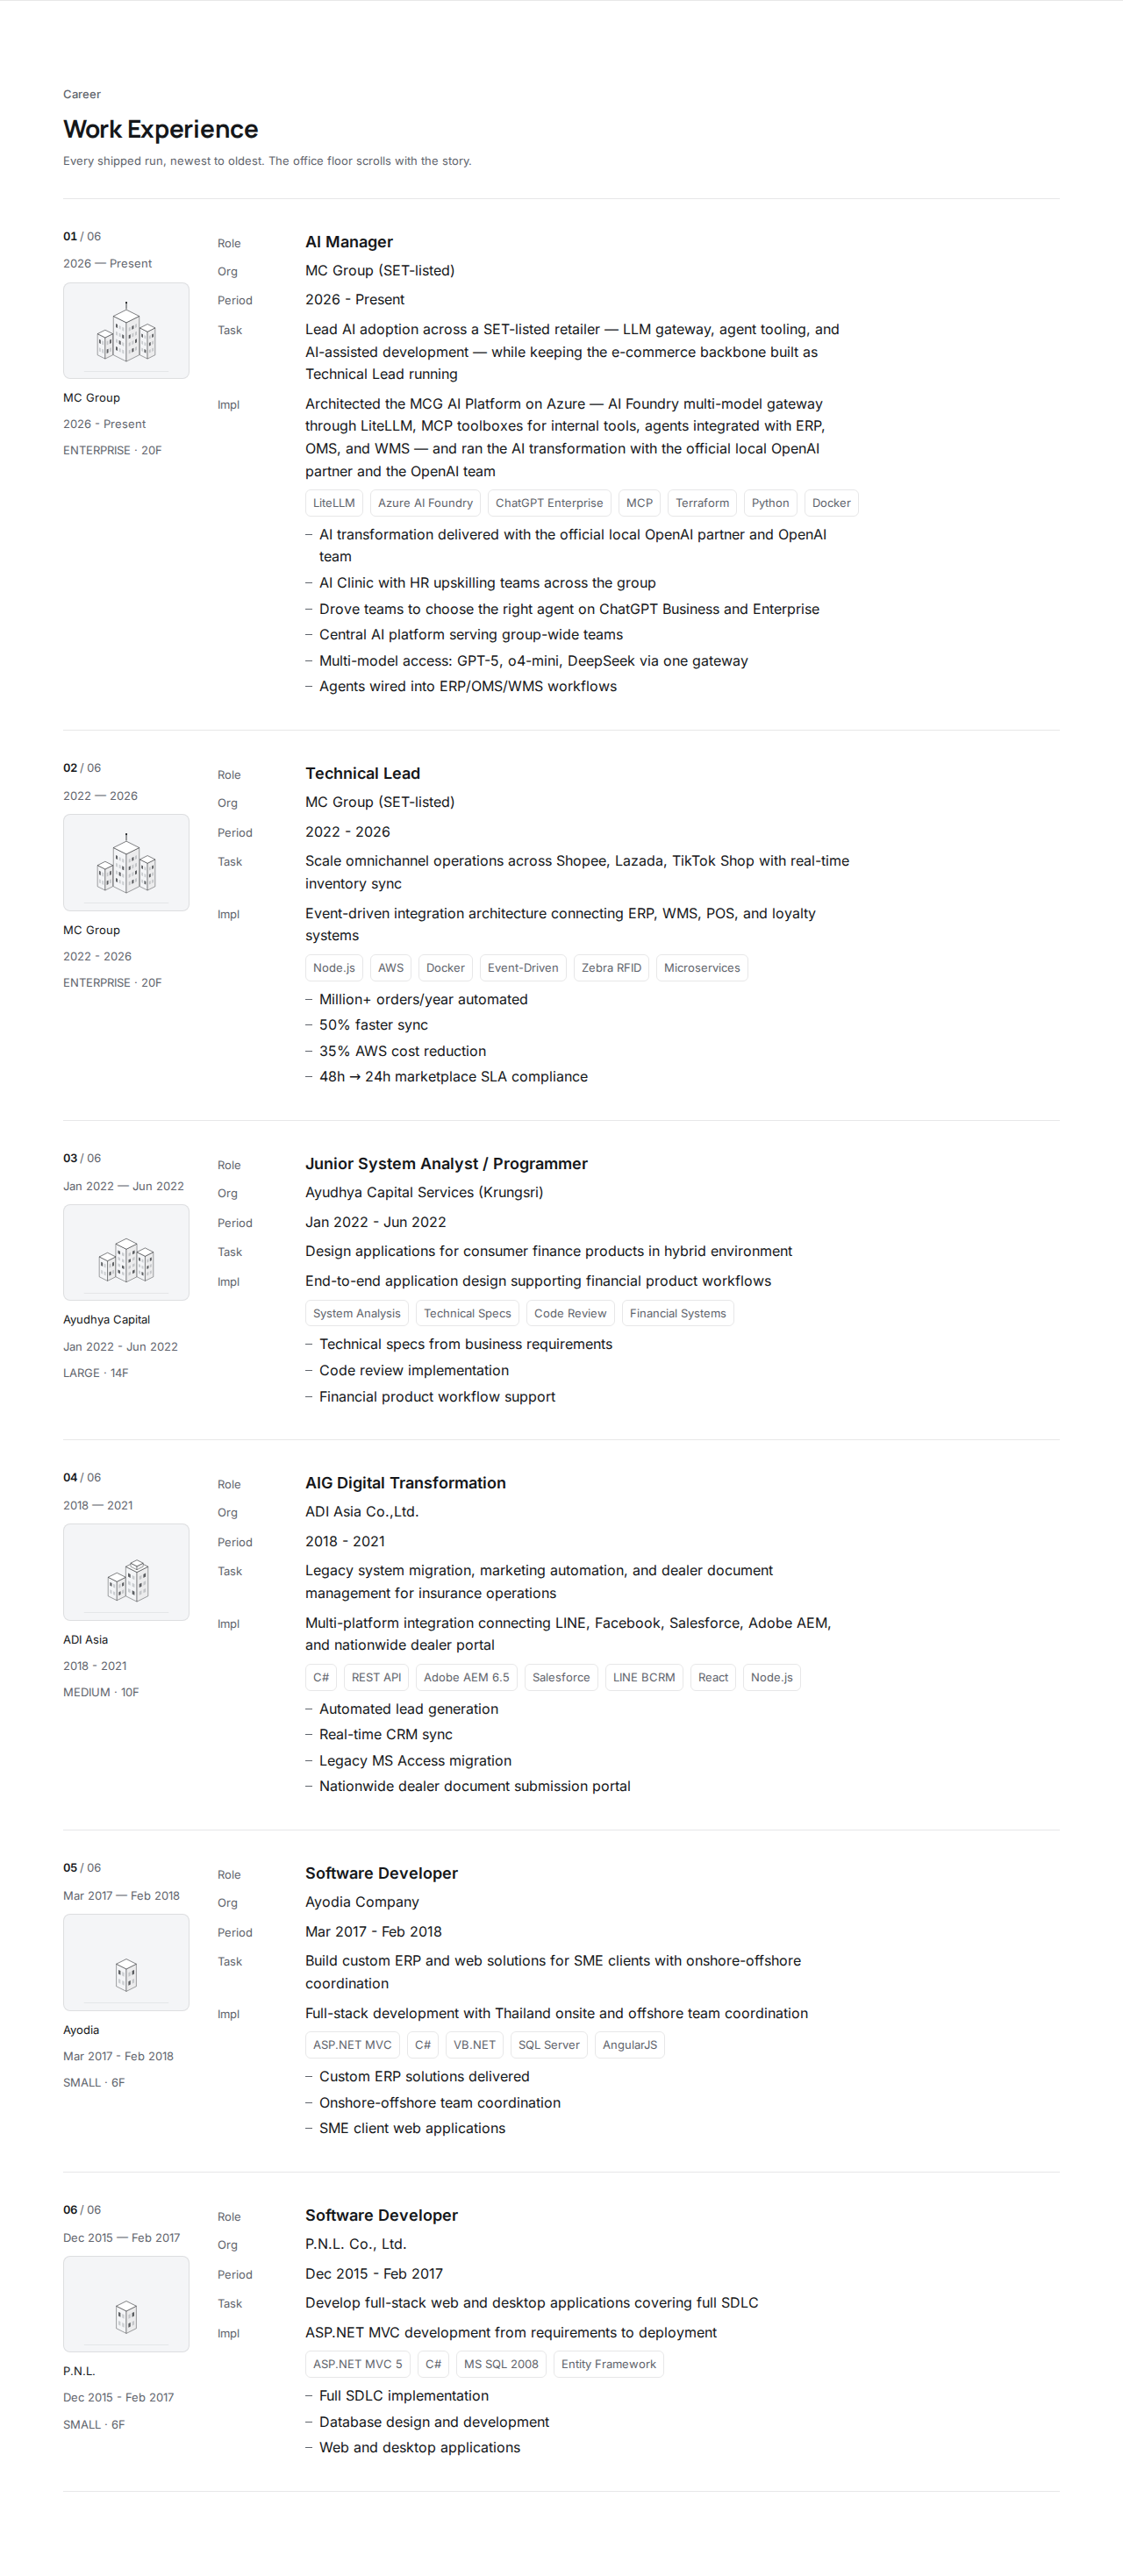 Career
Work Experience
Every shipped run, newest to oldest. The office floor scrolls with the story.
01 / 06
2026 — Present
MC Group
2026 - Present
ENTERPRISE · 20F
Role
AI Manager
Org
MC Group (SET-listed)
Period
2026 - Present
Task
Lead AI adoption across a SET-listed retailer — LLM gateway, agent tooling, and
AI-assisted development — while keeping the e-commerce backbone built as
Technical Lead running
Impl
Architected the MCG AI Platform on Azure — AI Foundry multi-model gateway
through LiteLLM, MCP toolboxes for internal tools, agents integrated with ERP,
OMS, and WMS — and ran the AI transformation with the official local OpenAI
partner and the OpenAI team
LiteLLM Azure AI Foundry ChatGPT Enterprise MCP Terraform Python Docker
– AI transformation delivered with the official local OpenAI partner and OpenAI
team
– AI Clinic with HR upskilling teams across the group
– Drove teams to choose the right agent on ChatGPT Business and Enterprise
– Central AI platform serving group-wide teams
– Multi-model access: GPT-5, o4-mini, DeepSeek via one gateway
– Agents wired into ERP/OMS/WMS workflows
02 / 06
2022 — 2026
MC Group
2022 - 2026
ENTERPRISE · 20F
Role
Technical Lead
Org
MC Group (SET-listed)
Period
2022 - 2026
Task
Scale omnichannel operations across Shopee, Lazada, TikTok Shop with real-time
inventory sync
Impl
Event-driven integration architecture connecting ERP, WMS, POS, and loyalty
systems
Node.js AWS Docker Event-Driven Zebra RFID Microservices
– Million+ orders/year automated
– 50% faster sync
– 35% AWS cost reduction
– 48h → 24h marketplace SLA compliance
03 / 06
Jan 2022 — Jun 2022
Ayudhya Capital
Jan 2022 - Jun 2022
LARGE · 14F
Role
Junior System Analyst / Programmer
Org
Ayudhya Capital Services (Krungsri)
Period
Jan 2022 - Jun 2022
Task
Design applications for consumer finance products in hybrid environment
Impl
End-to-end application design supporting financial product workflows
System Analysis Technical Specs Code Review Financial Systems
– Technical specs from business requirements
– Code review implementation
– Financial product workflow support
04 / 06
2018 — 2021
ADI Asia
2018 - 2021
MEDIUM · 10F
Role
AIG Digital Transformation
Org
ADI Asia Co.,Ltd.
Period
2018 - 2021
Task
Legacy system migration, marketing automation, and dealer document
management for insurance operations
Impl
Multi-platform integration connecting LINE, Facebook, Salesforce, Adobe AEM,
and nationwide dealer portal
C# REST API Adobe AEM 6.5 Salesforce LINE BCRM React Node.js
– Automated lead generation
– Real-time CRM sync
– Legacy MS Access migration
– Nationwide dealer document submission portal
05 / 06
Mar 2017 — Feb 2018
Ayodia
Mar 2017 - Feb 2018
SMALL · 6F
Role
Software Developer
Org
Ayodia Company
Period
Mar 2017 - Feb 2018
Task
Build custom ERP and web solutions for SME clients with onshore-offshore
coordination
Impl
Full-stack development with Thailand onsite and offshore team coordination
ASP.NET MVC C# VB.NET SQL Server AngularJS
– Custom ERP solutions delivered
– Onshore-offshore team coordination
– SME client web applications
06 / 06
Dec 2015 — Feb 2017
P.N.L.
Dec 2015 - Feb 2017
SMALL · 6F
Role
Software Developer
Org
P.N.L. Co., Ltd.
Period
Dec 2015 - Feb 2017
Task
Develop full-stack web and desktop applications covering full SDLC
Impl
ASP.NET MVC development from requirements to deployment
ASP.NET MVC 5 C# MS SQL 2008 Entity Framework
– Full SDLC implementation
– Database design and development
– Web and desktop applications